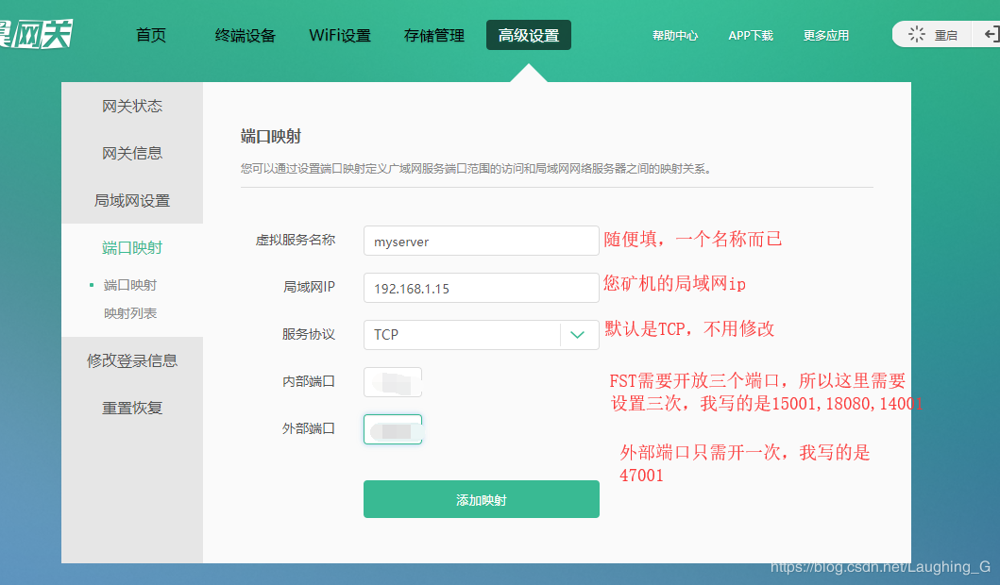 网关
首页 终端设备 WiFi设置 存储管理 高级设置 帮助中心 APP下载 更多应用 重启
网关状态
网关信息
局域网设置
端口映射
端口映射
映射列表
修改登录信息
重置恢复
端口映射
您可以通过设置端口映射定义广域网服务端口范围的访问和局域网网络服务器之间的映射关系。
虚拟服务名称 myserver 随便填，一个名称而已
局域网IP 192.168.1.15 您矿机的局域网ip
服务协议 TCP 默认是TCP，不用修改
内部端口
FST需要开放三个端口，所以这里需要
设置三次，我写的是15001,18080,14001
外部端口
外部端口只需开一次，我写的是
47001
添加映射
https://blog.csdn.net/Laughing_G